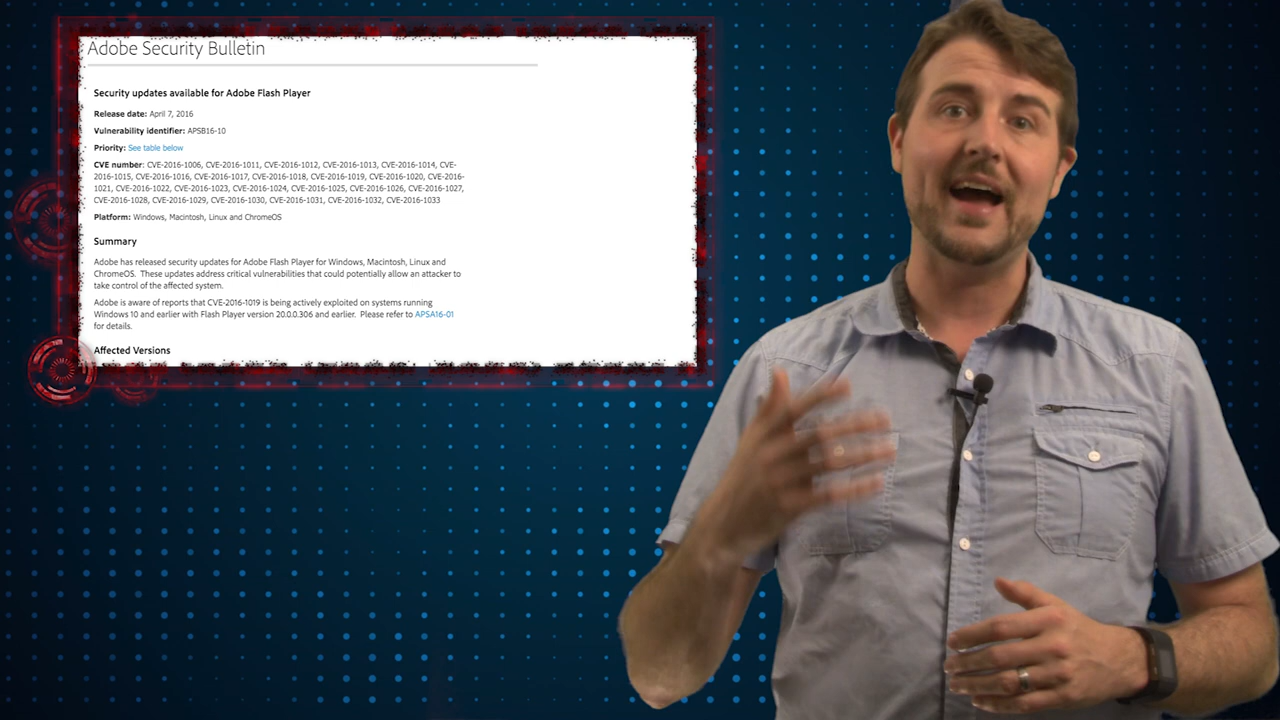 Adobe Security Bulletin
Security updates available for Adobe Flash Player
Release date: April 7, 2016
Vulnerability identifier: APSB16-10
Priority: See table below
CVE number: CVE-2016-1006, CVE-2016-1011, CVE-2016-1012, CVE-2016-1013, CVE-2016-1014, CVE-
2016-1015, CVE-2016-1016, CVE-2016-1017, CVE-2016-1018, CVE-2016-1019, CVE-2016-1020, CVE-2016-
1021, CVE-2016-1022, CVE-2016-1023, CVE-2016-1024, CVE-2016-1025, CVE-2016-1026, CVE-2016-1027,
CVE-2016-1028, CVE-2016-1029, CVE-2016-1030, CVE-2016-1031, CVE-2016-1032, CVE-2016-1033
Platform: Windows, Macintosh, Linux and ChromeOS
Summary
Adobe has released security updates for Adobe Flash Player for Windows, Macintosh, Linux and
ChromeOS. These updates address critical vulnerabilities that could potentially allow an attacker to
take control of the affected system.
Adobe is aware of reports that CVE-2016-1019 is being actively exploited on systems running
Windows 10 and earlier with Flash Player version 20.0.0.306 and earlier. Please refer to APSA16-01
for details.
Affected Versions